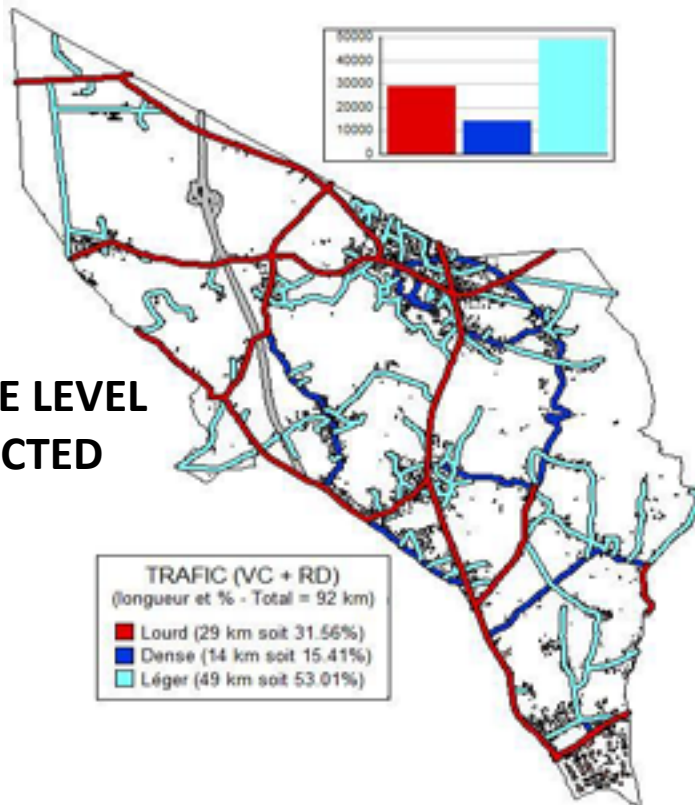 50000
40000
30000
20000
10000
0
E LEVEL
CTED
TRAFIC (VC + RD)
(longueur et % - Total = 92 km)
Lourd (29 km soit 31.56%)
Dense (14 km soit 15.41%)
Léger (49 km soit 53.01%)